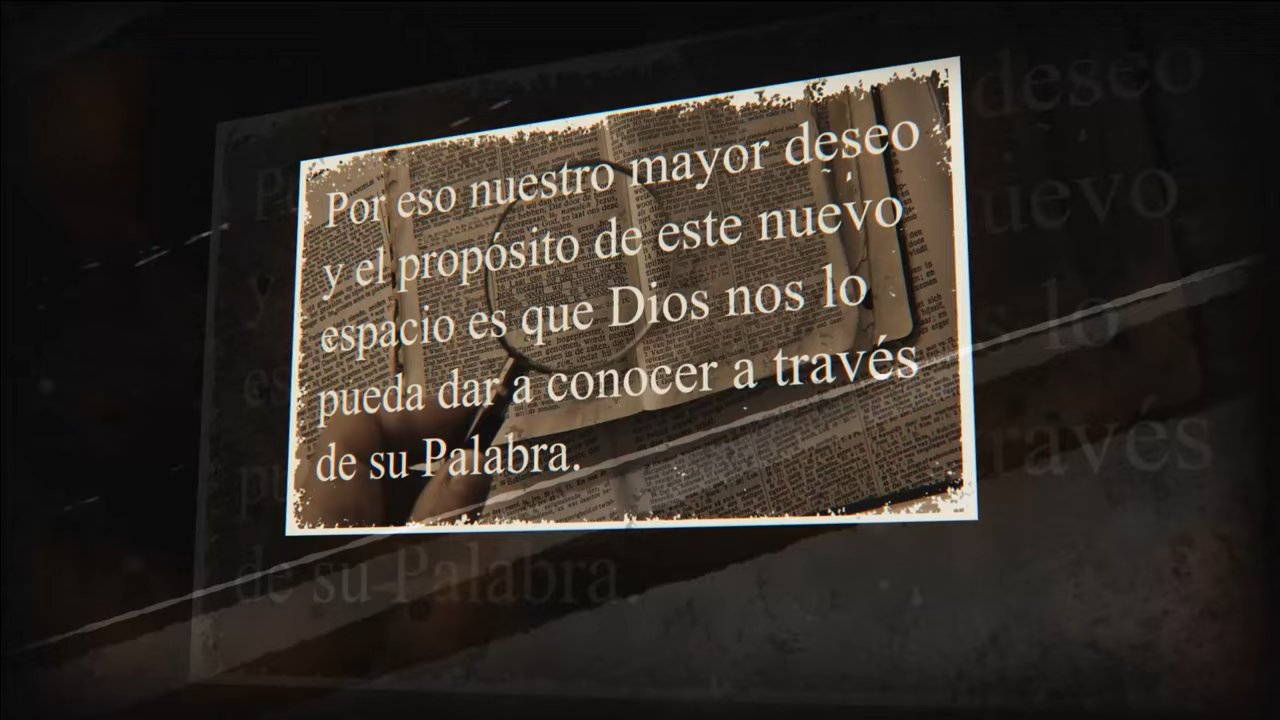 Por eso nuestro mayor deseo
y el propósito de este nuevo
espacio es que Dios nos lo
pueda dar a conocer a través
de su Palabra.